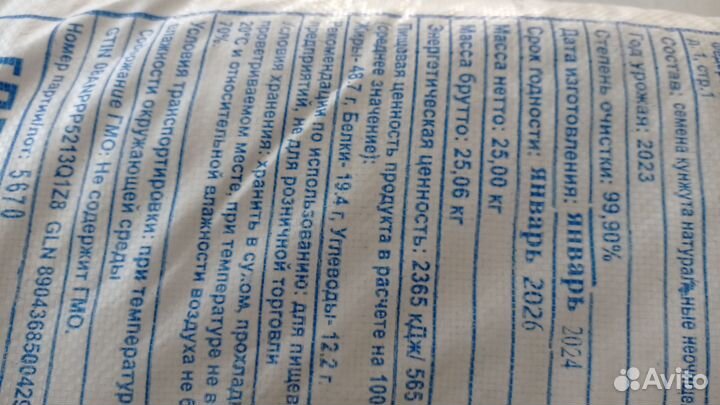 д. 1, стр.1
Состав: семена кунжута натуральные
Год урожая: 2023
Степень очистки: 99,90%
Дата изготовления: январь 2024
Срок годности: январь 2026
Масса нетто: 25,00 кг
Масса брутто: 25,06 кг
Энергетическая ценность: 2365 кДж/ 565
Пищевая ценность продукта в расчете на 100
(среднее значение):
Жиры- 48,7 г, Белки- 19,4 г, Углеводы= 12,2 г.
Рекомендации по использованию: для пищев
предприятий, не для розничной торговли
Условия хранения: хранить в сухом, прохлад
проветриваемом месте при температуре не в
20°С и относительной влажности воздуха не б
70%.
Условия транспортировки: при температур
влажности окружающей среды
Содержание ГМО: Не содержит ГМО.
GLN 8904368500429
Номер партии/лот: 5670
Avito